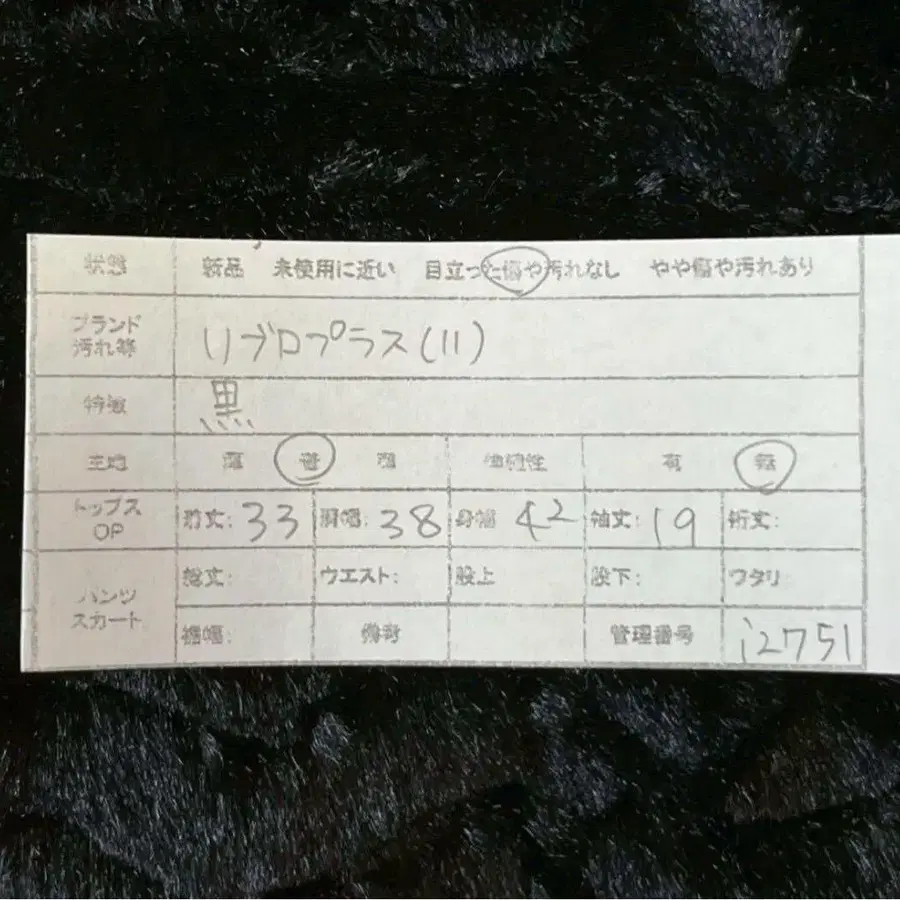 状態 新品 未使用に近い 目立った傷や汚れなし やや傷や汚れあり
ブランド
汚れ等
リブロプラス(11)
特徴 黒
生地 薄 普 厚 伸縮性 有 無
トップス
OP
着丈: 33 肩幅: 38 身幅 42 袖丈: 19 裄丈:
パンツ
スカート
総丈: ウエスト: 股上 股下: ワタリ
裾幅: 備考 管理番号 i2751